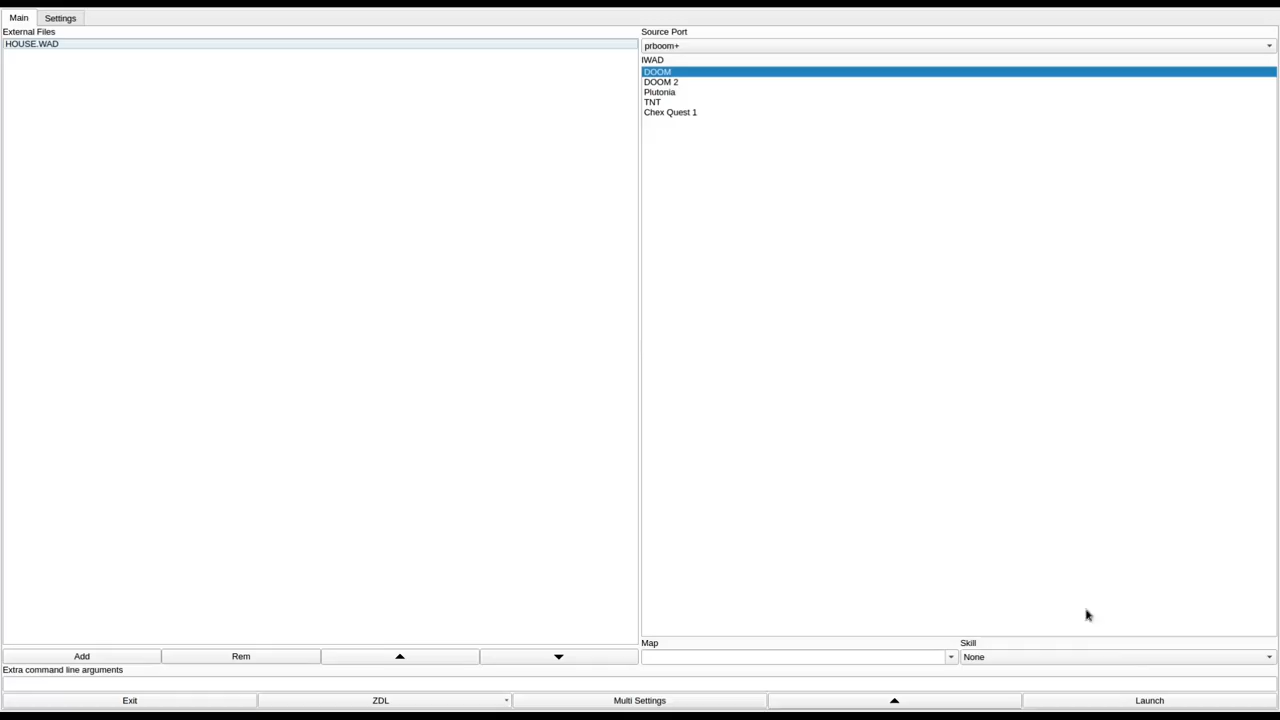 Main Settings
External Files
HOUSE.WAD
Source Port
prboom+
IWAD
DOOM
DOOM 2
Plutonia
TNT
Chex Quest 1
Map Skill
None
Add Rem
Extra command line arguments
Exit ZDL Multi Settings Launch